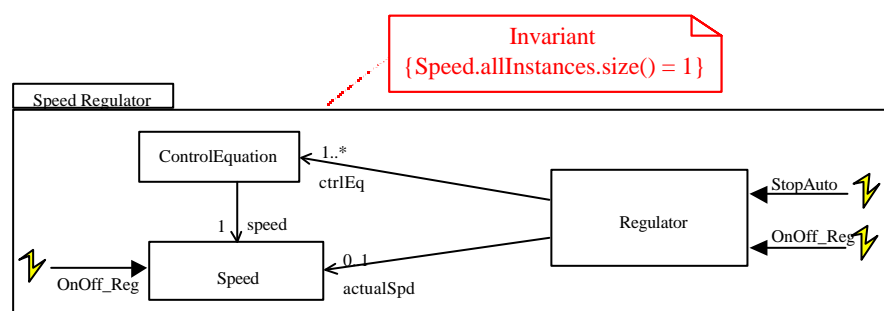 Invariant
{Speed.allInstances.size() = 1}
Speed Regulator
ControlEquation
1..*
ctrlEq
StopAuto
Regulator
OnOff_Reg
1
speed
0..1
actualSpd
Speed
OnOff_Reg